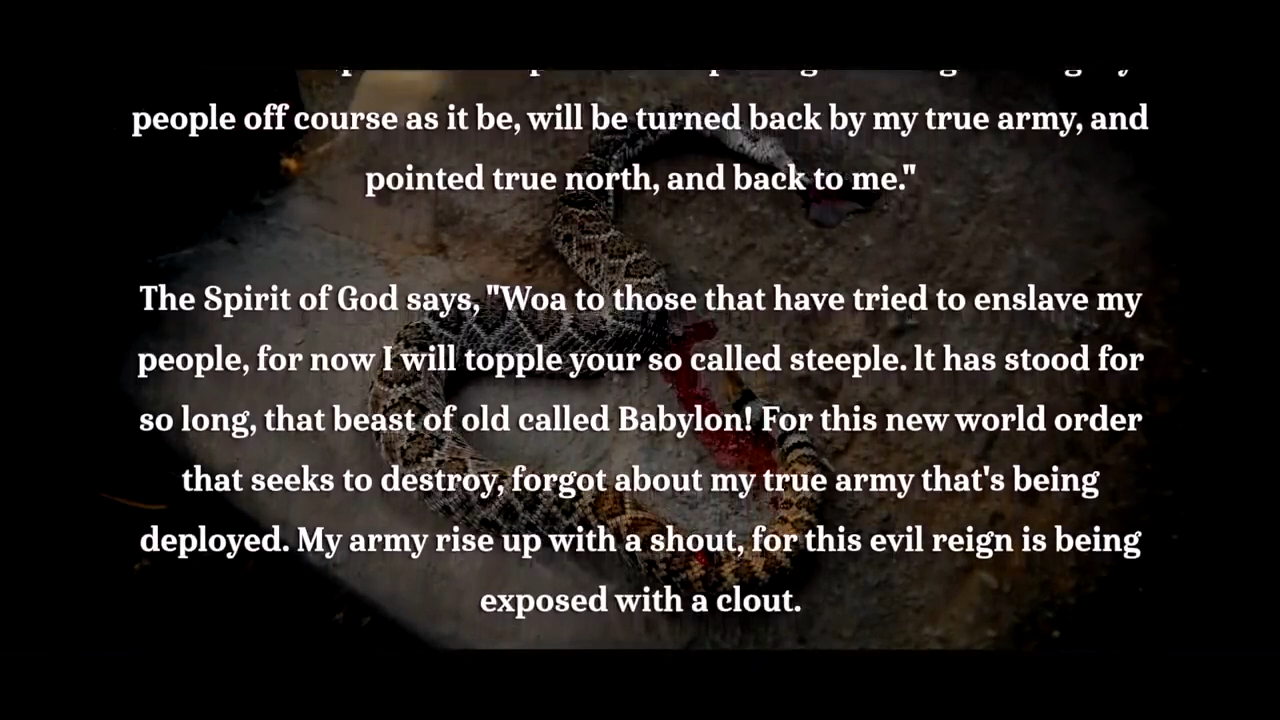 people off course as it be, will be turned back by my true army, and
pointed true north, and back to me."
The Spirit of God says, "Woa to those that have tried to enslave my
people, for now I will topple your so called steeple. It has stood for
so long, that beast of old called Babylon! For this new world order
that seeks to destroy, forgot about my true army that's being
deployed. My army rise up with a shout, for this evil reign is being
exposed with a clout.